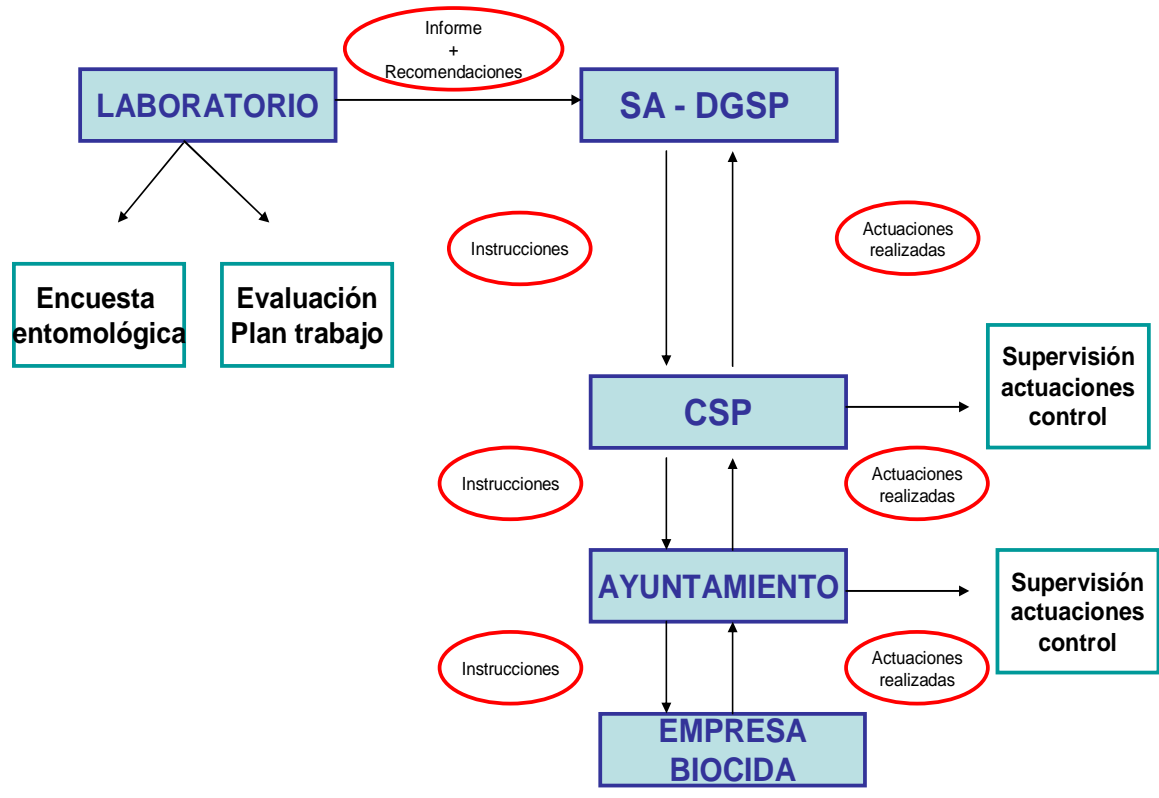 Informe
+
Recomendaciones
LABORATORIO
SA - DGSP
Instrucciones
Actuaciones
realizadas
Encuesta
entomológica
Evaluación
Plan trabajo
CSP
Supervisión
actuaciones
control
Instrucciones
Actuaciones
realizadas
AYUNTAMIENTO
Supervisión
actuaciones
control
Instrucciones
Actuaciones
realizadas
EMPRESA
BIOCIDA